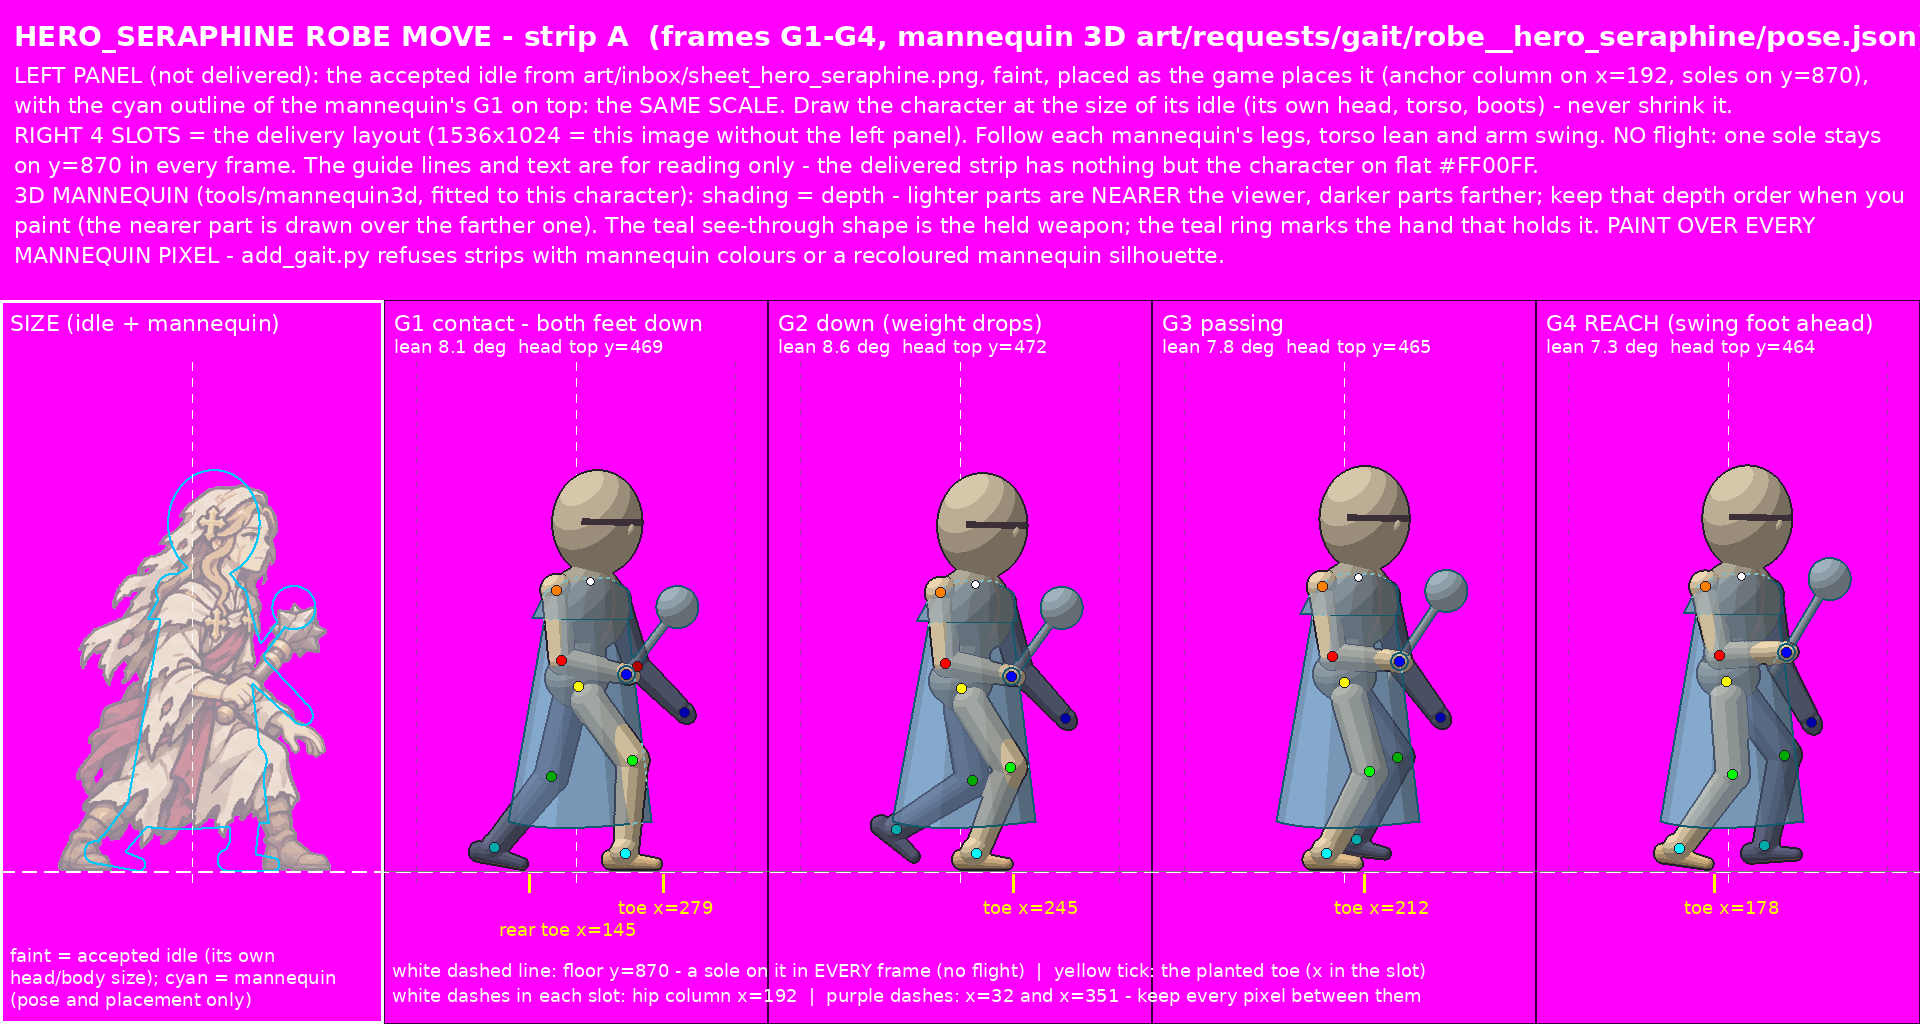 HERO_SERAPHINE ROBE MOVE - strip A  (frames G1-G4, mannequin 3D art/requests/gait/robe__hero_seraphine/pose.json
LEFT PANEL (not delivered): the accepted idle from art/inbox/sheet_hero_seraphine.png, faint, placed as the game places it (anchor column on x=192, soles on y=870),
with the cyan outline of the mannequin's G1 on top: the SAME SCALE. Draw the character at the size of its idle (its own head, torso, boots) - never shrink it.
RIGHT 4 SLOTS = the delivery layout (1536x1024 = this image without the left panel). Follow each mannequin's legs, torso lean and arm swing. NO flight: one sole stays
on y=870 in every frame. The guide lines and text are for reading only - the delivered strip has nothing but the character on flat #FF00FF.
3D MANNEQUIN (tools/mannequin3d, fitted to this character): shading = depth - lighter parts are NEARER the viewer, darker parts farther; keep that depth order when you
paint (the nearer part is drawn over the farther one). The teal see-through shape is the held weapon; the teal ring marks the hand that holds it. PAINT OVER EVERY
MANNEQUIN PIXEL - add_gait.py refuses strips with mannequin colours or a recoloured mannequin silhouette.
SIZE (idle + mannequin)
G1 contact - both feet down
lean 8.1 deg  head top y=469
G2 down (weight drops)
lean 8.6 deg  head top y=472
G3 passing
lean 7.8 deg  head top y=465
G4 REACH (swing foot ahead)
lean 7.3 deg  head top y=464
toe x=279
rear toe x=145
toe x=245
toe x=212
toe x=178
faint = accepted idle (its own
head/body size); cyan = mannequin
(pose and placement only)
white dashed line: floor y=870 - a sole on it in EVERY frame (no flight)  |  yellow tick: the planted toe (x in the slot)
white dashes in each slot: hip column x=192  |  purple dashes: x=32 and x=351 - keep every pixel between them